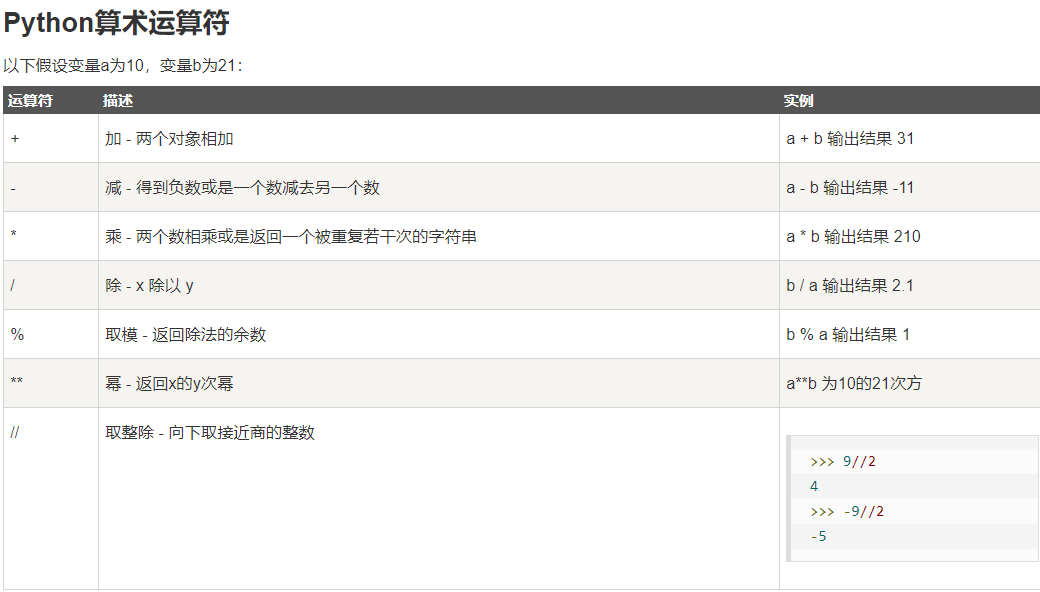 Python算术运算符
以下假设变量a为10，变量b为21：
运算符 描述 实例
+ 加 - 两个对象相加 a + b 输出结果 31
- 减 - 得到负数或是一个数减去另一个数 a - b 输出结果 -11
* 乘 - 两个数相乘或是返回一个被重复若干次的字符串 a * b 输出结果 210
/ 除 - x 除以 y b / a 输出结果 2.1
% 取模 - 返回除法的余数 b % a 输出结果 1
** 幂 - 返回x的y次幂 a**b 为10的21次方
// 取整除 - 向下取接近商的整数
>>> 9//2
4
>>> -9//2
-5